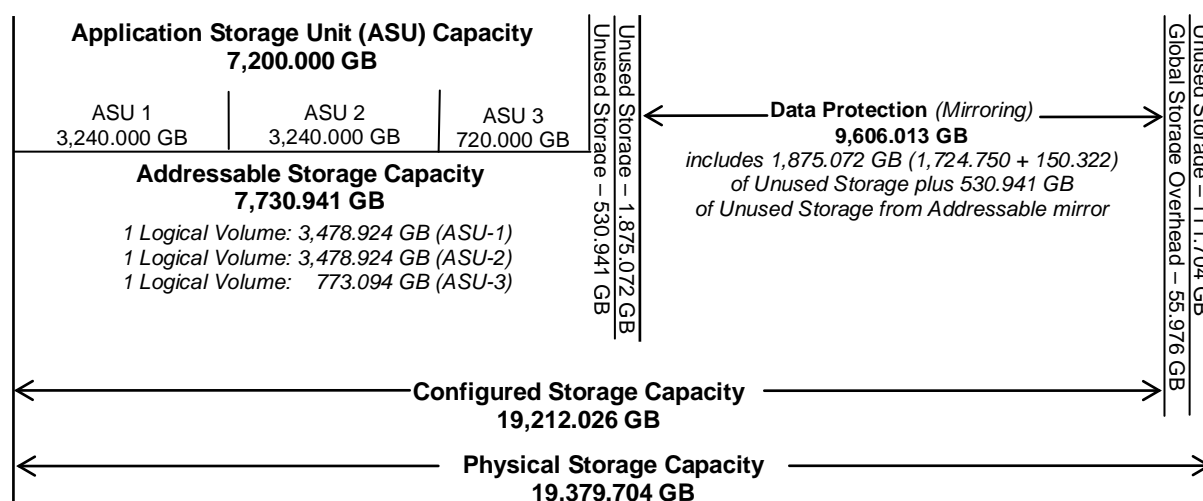 Application Storage Unit (ASU) Capacity
7,200.000 GB
ASU 1
3,240.000 GB
ASU 2
3,240.000 GB
ASU 3
720.000 GB
Addressable Storage Capacity
7,730.941 GB
1 Logical Volume: 3,478.924 GB (ASU-1)
1 Logical Volume: 3,478.924 GB (ASU-2)
1 Logical Volume: 773.094 GB (ASU-3)
Unused Storage – 530.941 GB
Unused Storage – 1.875.072 GB
Data Protection (Mirroring)
9,606.013 GB
includes 1,875.072 GB (1,724.750 + 150.322)
of Unused Storage plus 530.941 GB
of Unused Storage from Addressable mirror
Global Storage Overhead – 55.976 GB
Unused Storage – 111.704 GB
Configured Storage Capacity
19,212.026 GB
Physical Storage Capacity
19.379.704 GB